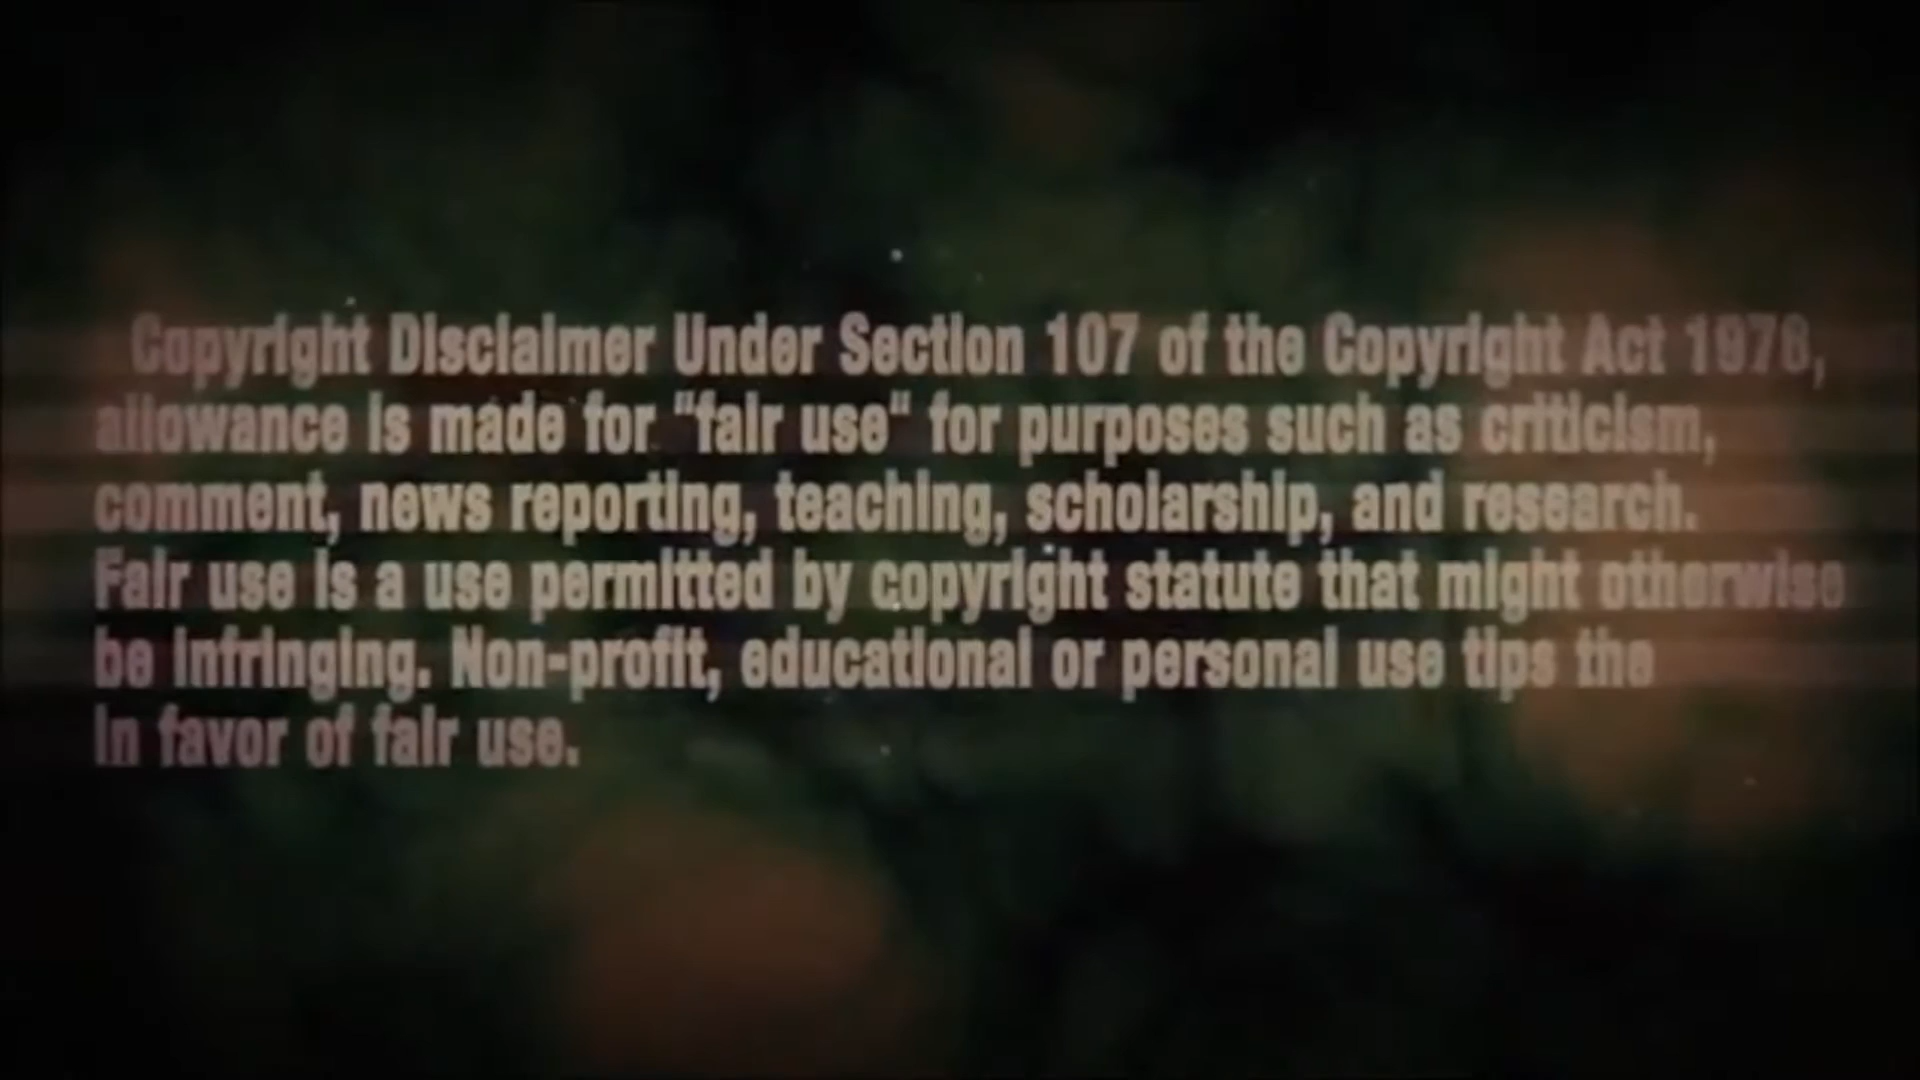 Copyright Disclaimer Under Section 107 of the Copyright Act 1976,
allowance is made for "fair use" for purposes such as criticism,
comment, news reporting, teaching, scholarship, and research.
Fair use is a use permitted by copyright statute that might otherwise
be infringing. Non-profit, educational or personal use tips the
in favor of fair use.